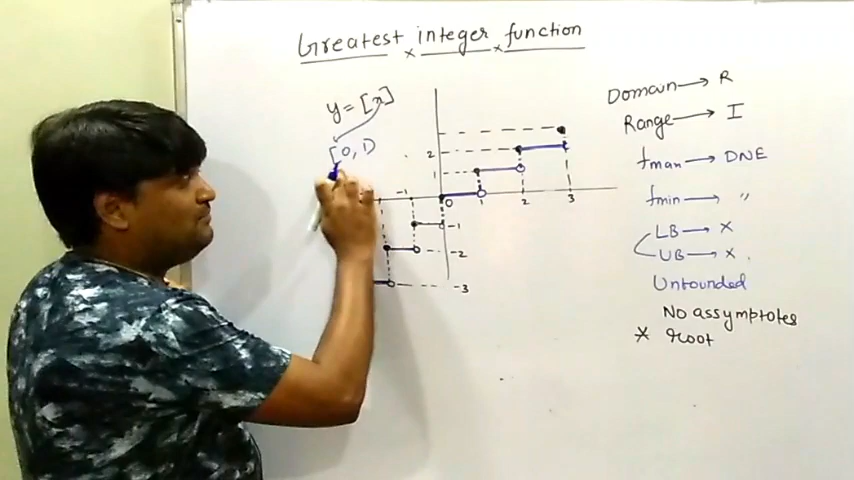 Greatest integer function
y = [x]
[0, 1)
Domain → R
Range → I
fmax → DNE
fmin → "
LB → x
UB → x
Unbounded
No assymptotes
* root
2
1
-1 0 1 2 3
-1
-2
-3